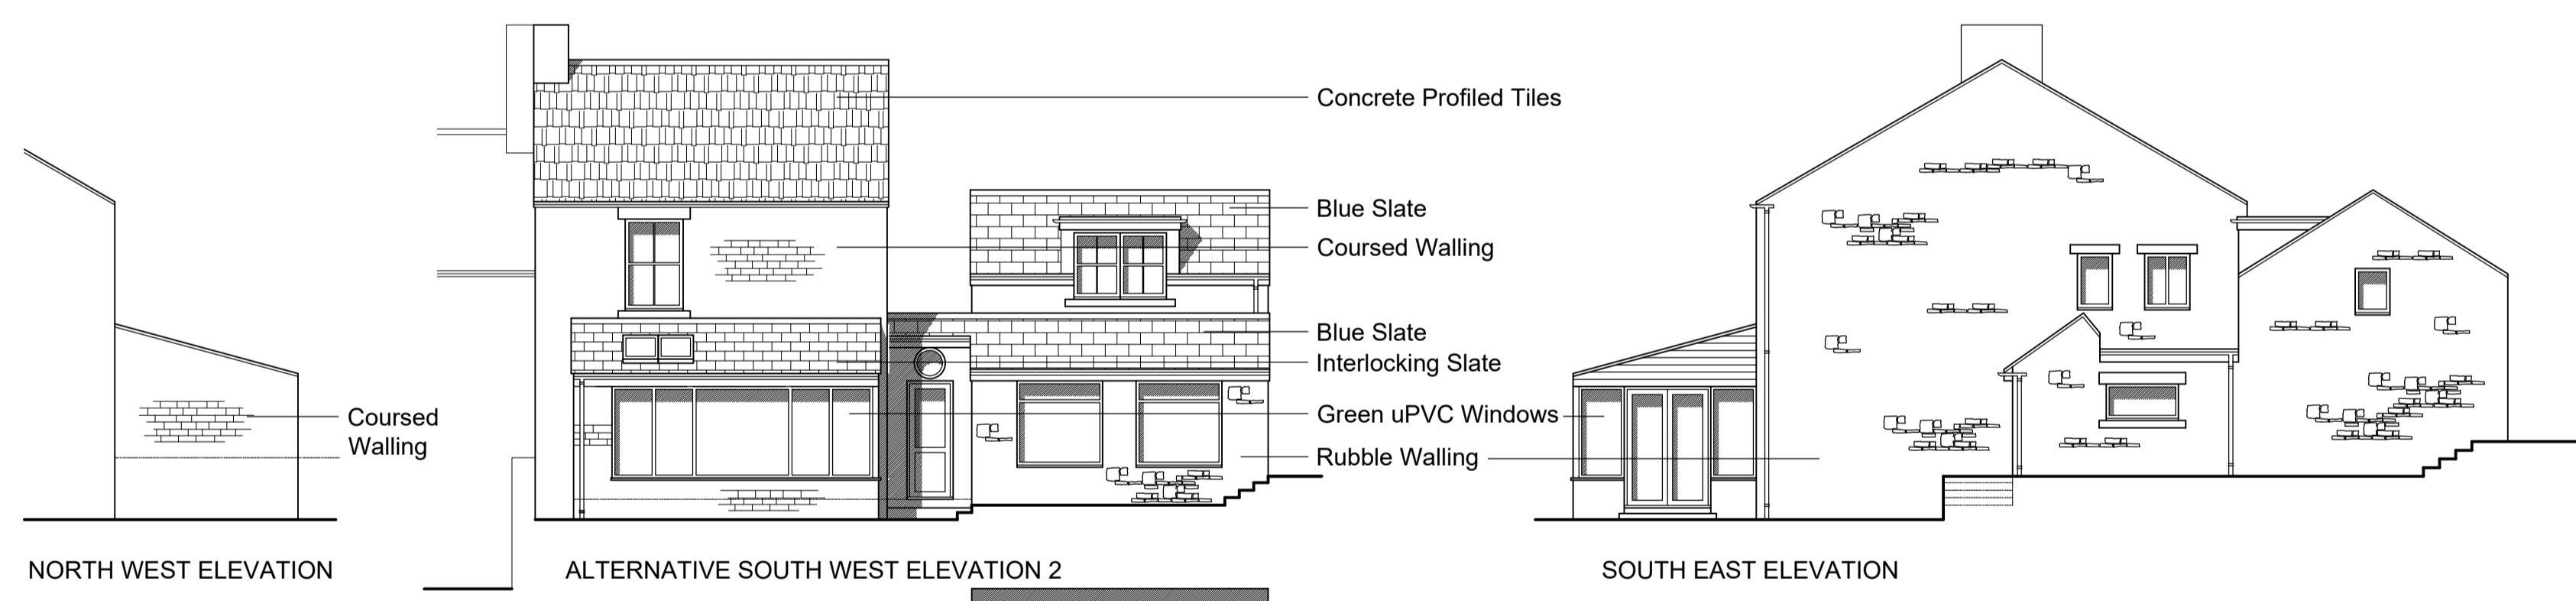 Concrete Profiled Tiles
Blue Slate
Coursed Walling
Blue Slate
Interlocking Slate
Green uPVC Windows
Rubble Walling
Coursed
Walling
NORTH WEST ELEVATION
ALTERNATIVE SOUTH WEST ELEVATION 2
SOUTH EAST ELEVATION